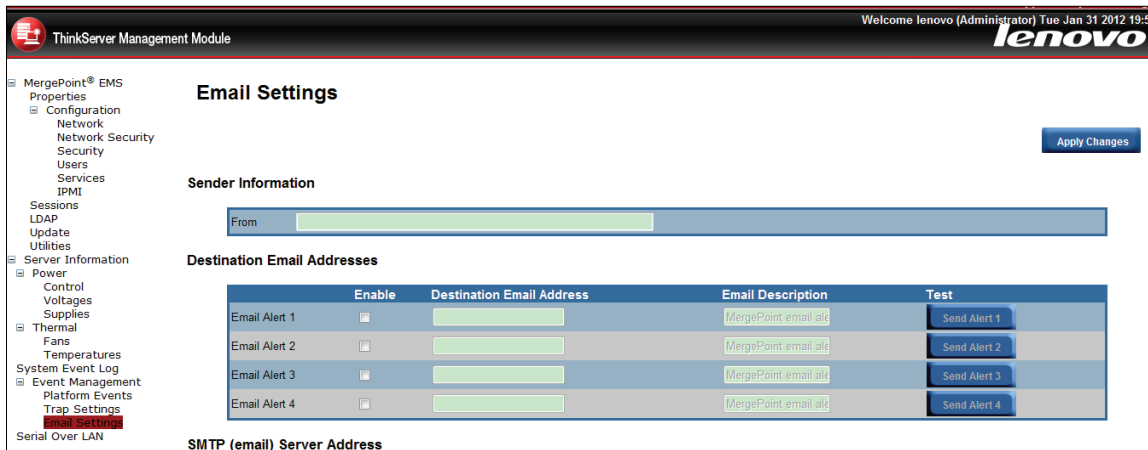 Welcome lenovo (Administrator) Tue Jan 31 2012 19:5
ThinkServer Management Module
lenovo
MergePoint® EMS
Properties
Configuration
Network
Network Security
Security
Users
Services
IPMI
Sessions
LDAP
Update
Utilities
Server Information
Power
Control
Voltages
Supplies
Thermal
Fans
Temperatures
System Event Log
Event Management
Platform Events
Trap Settings
Email Settings
Serial Over LAN
Email Settings
Apply Changes
Sender Information
From
Destination Email Addresses
Enable Destination Email Address Email Description Test
Email Alert 1 MergePoint email ale Send Alert 1
Email Alert 2 MergePoint email ale Send Alert 2
Email Alert 3 MergePoint email ale Send Alert 3
Email Alert 4 MergePoint email ale Send Alert 4
SMTP (email) Server Address